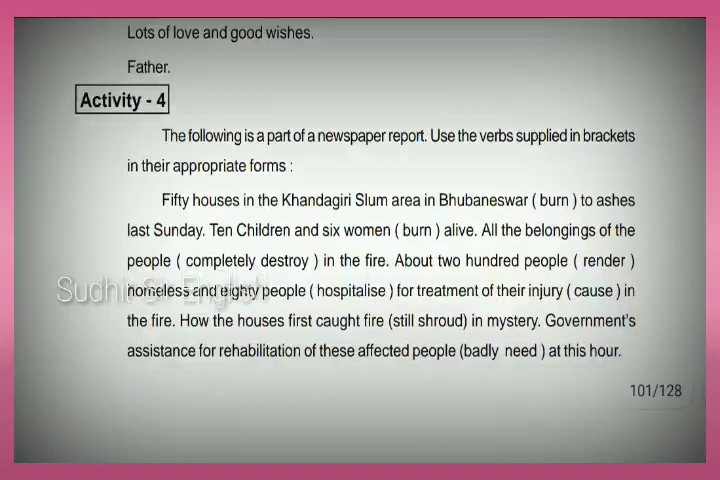 Lots of love and good wishes.
Father.
Activity - 4
The following is a part of a newspaper report. Use the verbs supplied in brackets
in their appropriate forms :
Fifty houses in the Khandagiri Slum area in Bhubaneswar ( burn ) to ashes
last Sunday. Ten Children and six women ( burn ) alive. All the belongings of the
people ( completely destroy ) in the fire. About two hundred people ( render )
homeless and eighty people ( hospitalise ) for treatment of their injury ( cause ) in
the fire. How the houses first caught fire (still shroud) in mystery. Government's
assistance for rehabilitation of these affected people (badly need ) at this hour.
Sudhir Sir English
101/128